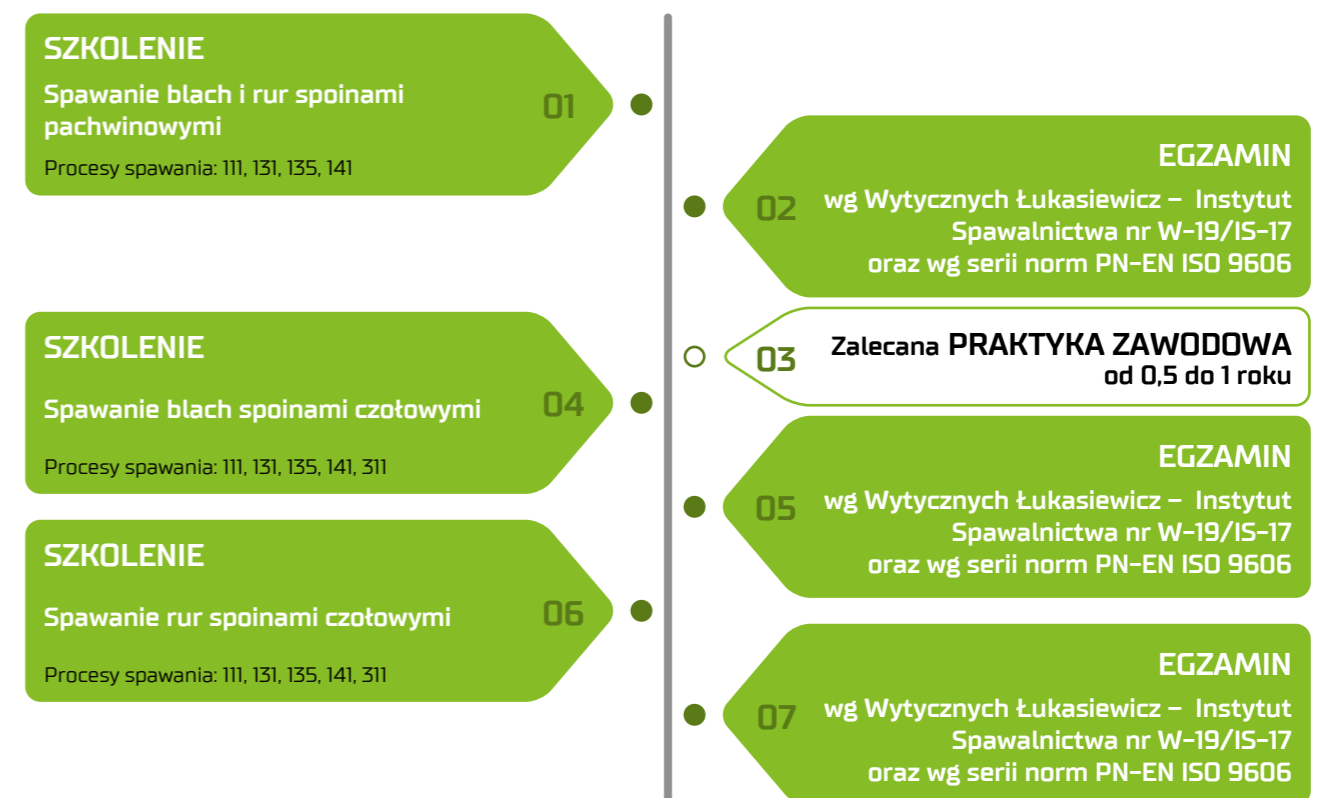 SZKOLENIE
Spawanie blach i rur spoinami
pachwinowymi
Procesy spawania: 111, 131, 135, 141
01
EGZAMIN
02
wg Wytycznych Łukasiewicz – Instytut
Spawalnictwa nr W-19/IS-17
oraz wg serii norm PN-EN ISO 9606
03
Zalecana PRAKTYKA ZAWODOWA
od 0,5 do 1 roku
SZKOLENIE
Spawanie blach spoinami czołowymi
04
Procesy spawania: 111, 131, 135, 141, 311
EGZAMIN
05
wg Wytycznych Łukasiewicz – Instytut
Spawalnictwa nr W-19/IS-17
oraz wg serii norm PN-EN ISO 9606
SZKOLENIE
Spawanie rur spoinami czołowymi
06
Procesy spawania: 111, 131, 135, 141, 311
EGZAMIN
07
wg Wytycznych Łukasiewicz – Instytut
Spawalnictwa nr W-19/IS-17
oraz wg serii norm PN-EN ISO 9606